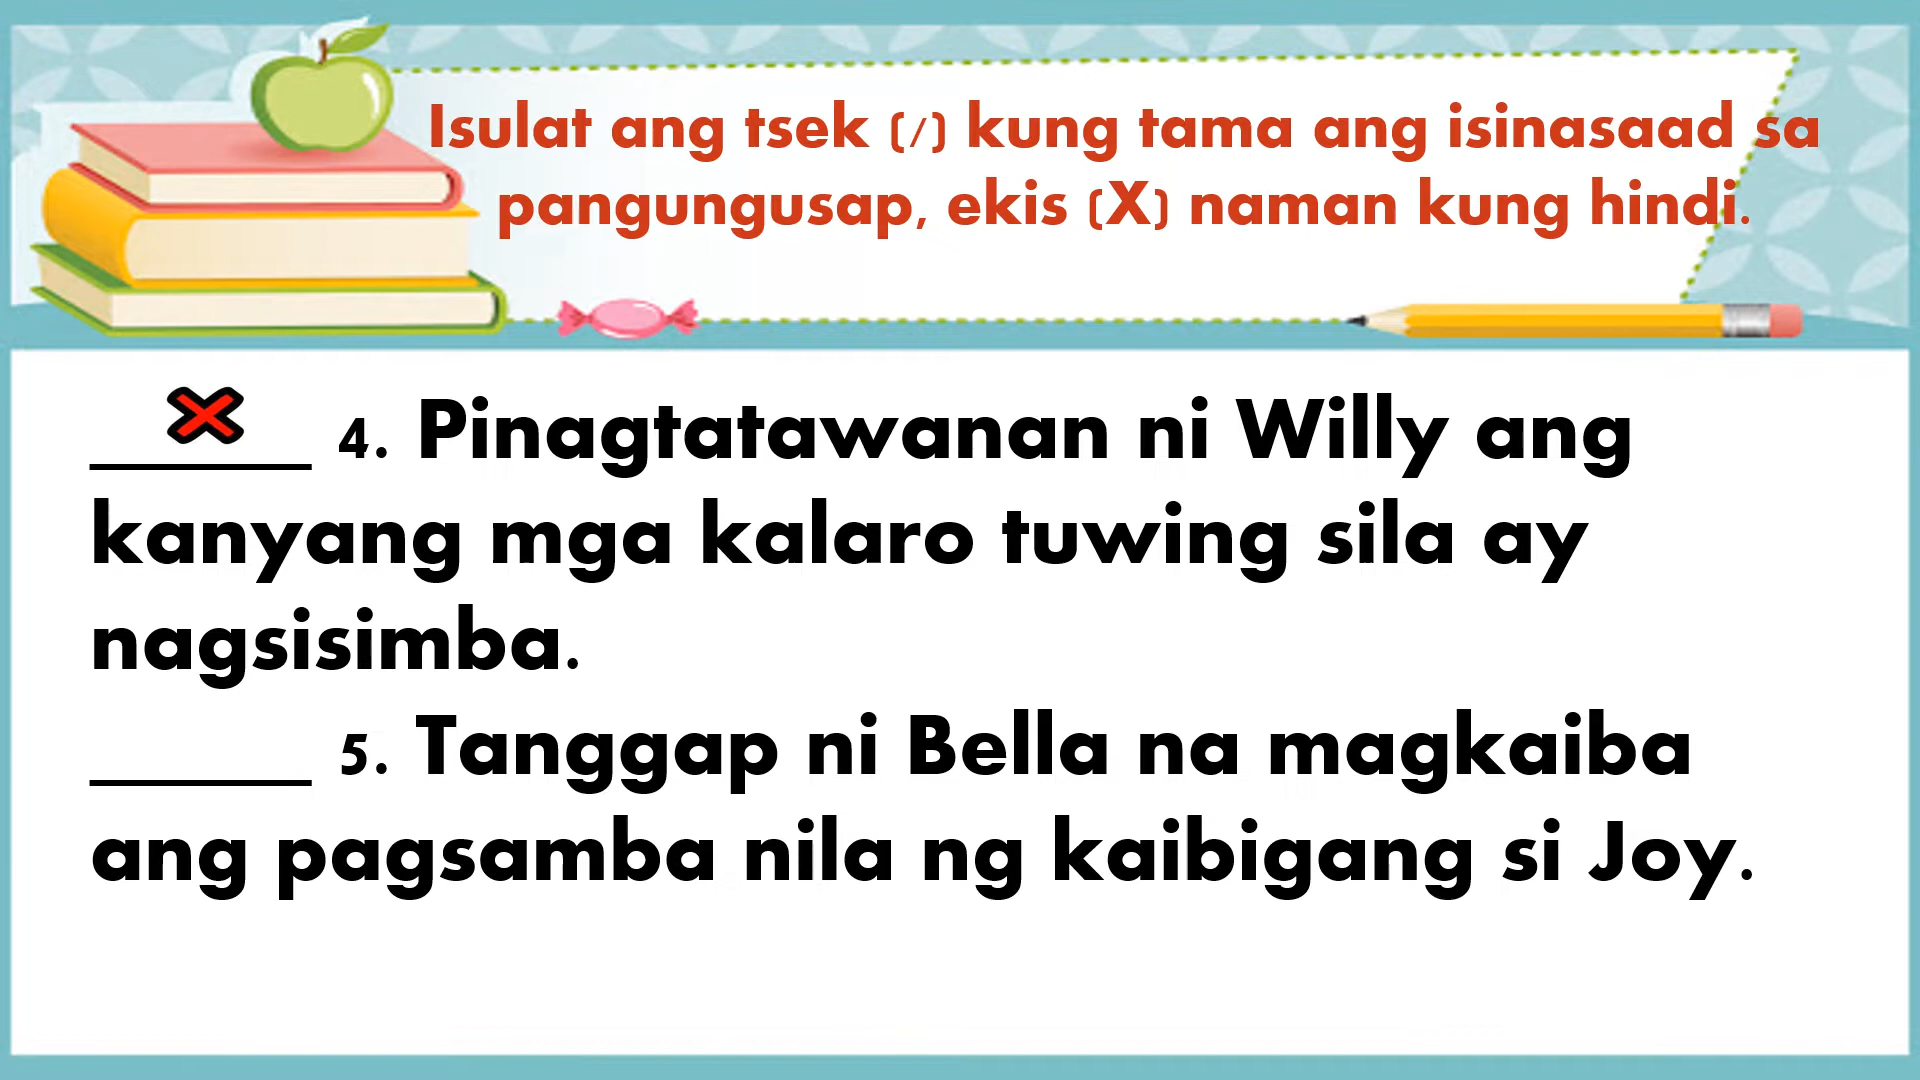 Isulat ang tsek (/) kung tama ang isinasaad sa
pangungusap, ekis (X) naman kung hindi.
______ 4. Pinagtatawanan ni Willy ang
kanyang mga kalaro tuwing sila ay
nagsisimba.
______ 5. Tanggap ni Bella na magkaiba
ang pagsamba nila ng kaibigang si Joy.